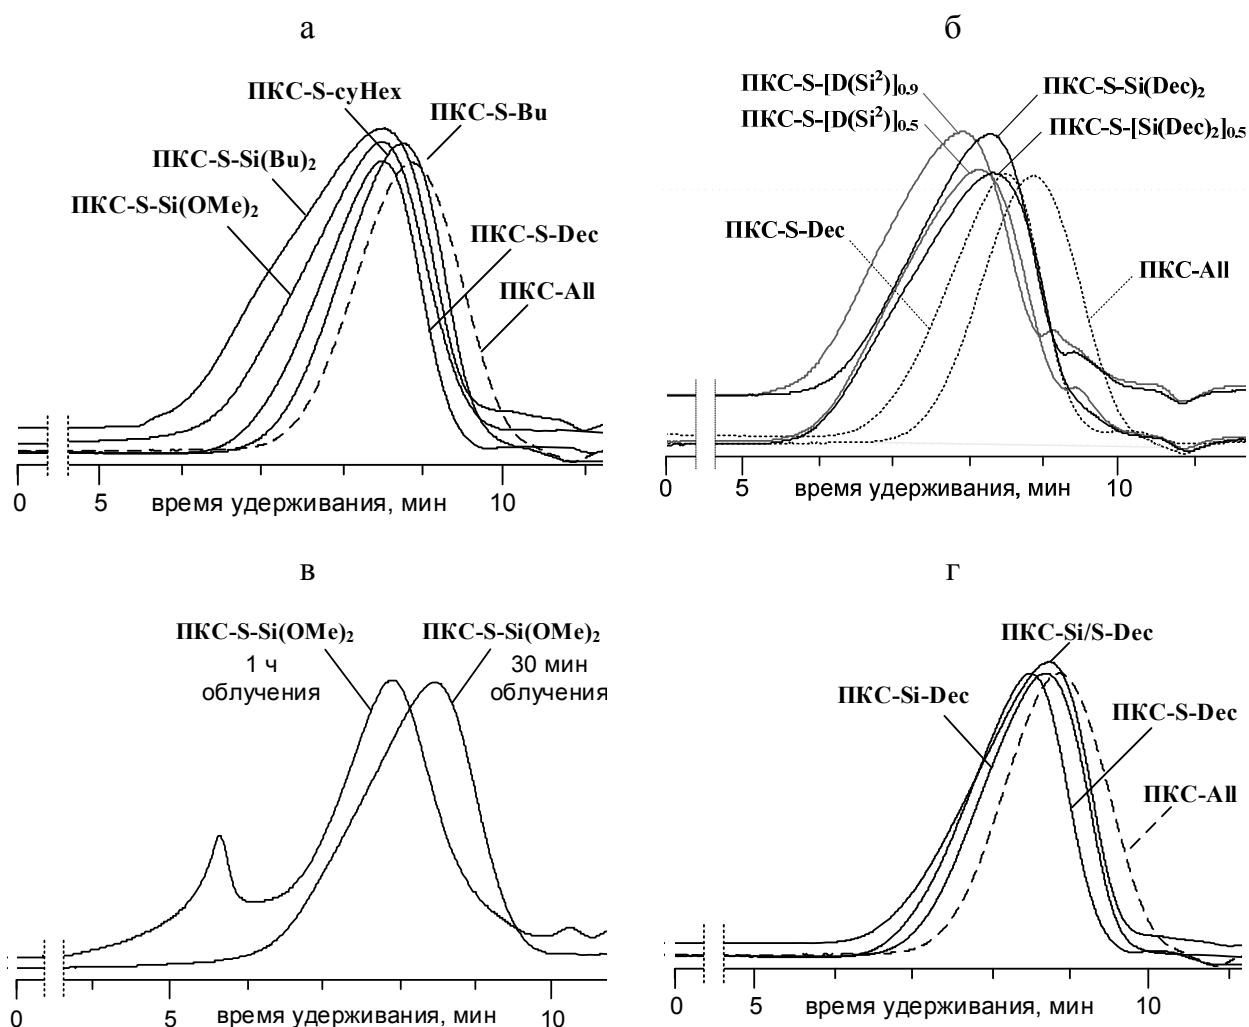 а
ПКС-S-cyHex
ПКС-S-Bu
ПКС-S-Si(Bu)₂
ПКС-S-Si(OMe)₂
ПКС-S-Dec
ПКС-All
0
5
время удерживания, мин
10
б
ПКС-S-[D(Si²)]₀.₉
ПКС-S-Si(Dec)₂
ПКС-S-[D(Si²)]₀.₅
ПКС-S-[Si(Dec)₂]₀.₅
ПКС-S-Dec
ПКС-All
0
5
время удерживания, мин
10
в
ПКС-S-Si(OMe)₂
1 ч
облучения
ПКС-S-Si(OMe)₂
30 мин
облучения
0
5
время удерживания, мин
10
г
ПКС-Si/S-Dec
ПКС-Si-Dec
ПКС-S-Dec
ПКС-All
0
5
время удерживания, мин
10